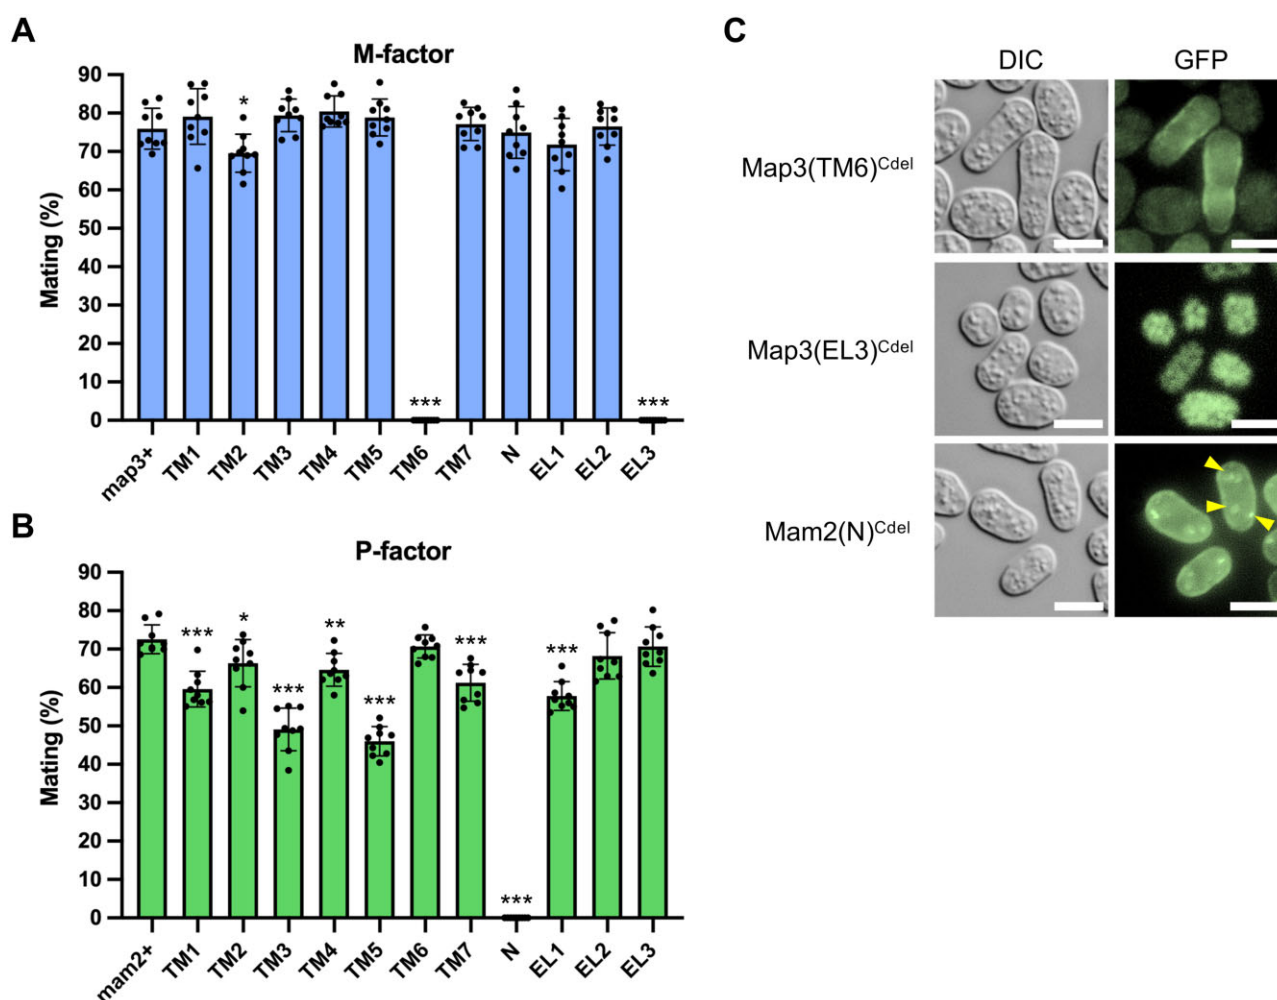 A
M-factor
Mating (%)
90
80
70
60
50
40
30
20
10
0
*
***
***
map3+
TM1
TM2
TM3
TM4
TM5
TM6
TM7
N
EL1
EL2
EL3
B
P-factor
Mating (%)
90
80
70
60
50
40
30
20
10
0
***
*
***
**
***
***
***
***
mam2+
TM1
TM2
TM3
TM4
TM5
TM6
TM7
N
EL1
EL2
EL3
C
DIC GFP
Map3(TM6)Cdel
Map3(EL3)Cdel
Mam2(N)Cdel